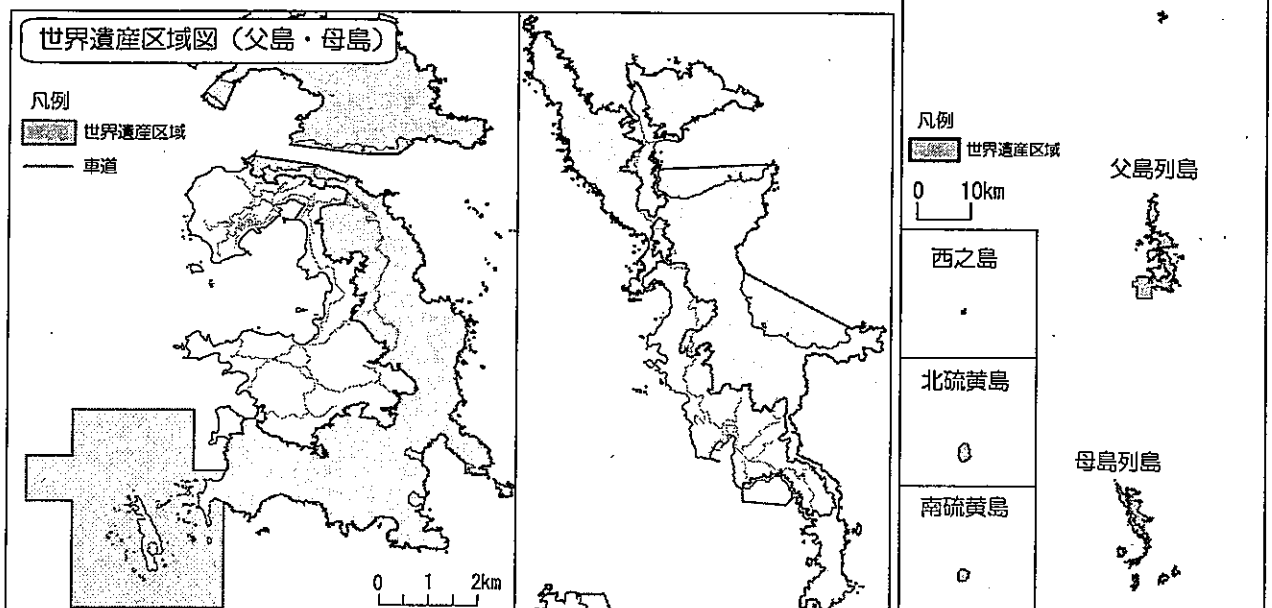 世界遺産区域図（父島・母島）
凡例
世界遺産区域
車道
0 1 2km
凡例
世界遺産区域
0 10km
父島列島
西之島
北硫黄島
母島列島
南硫黄島